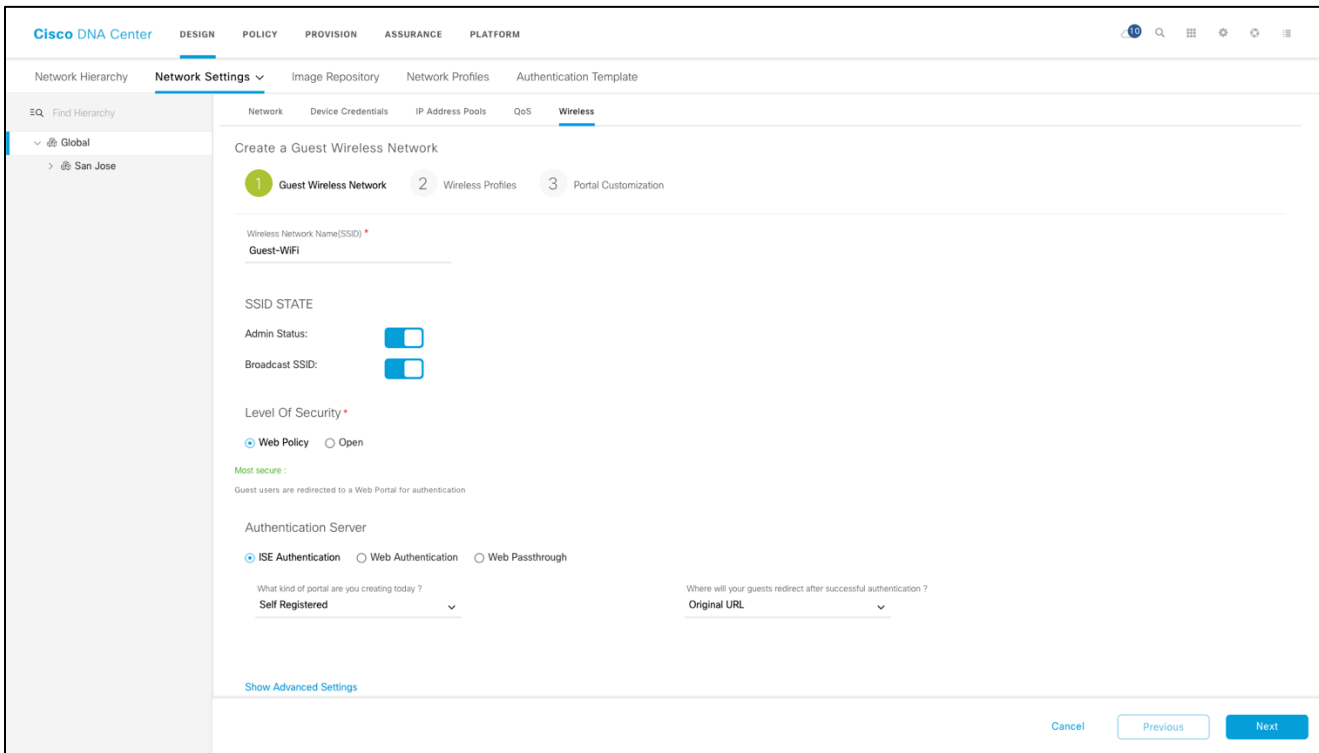 Cisco DNA Center DESIGN POLICY PROVISION ASSURANCE PLATFORM 10
Network Hierarchy Network Settings Image Repository Network Profiles Authentication Template
Find Hierarchy
Network Device Credentials IP Address Pools QoS Wireless
Global
San Jose
Create a Guest Wireless Network
1 Guest Wireless Network 2 Wireless Profiles 3 Portal Customization
Wireless Network Name(SSID) *
Guest-WiFi
SSID STATE
Admin Status:
Broadcast SSID:
Level Of Security *
Web Policy Open
Most secure :
Guest users are redirected to a Web Portal for authentication
Authentication Server
ISE Authentication Web Authentication Web Passthrough
What kind of portal are you creating today ? Where will your guests redirect after successful authentication ?
Self Registered Original URL
Show Advanced Settings
Cancel Previous Next